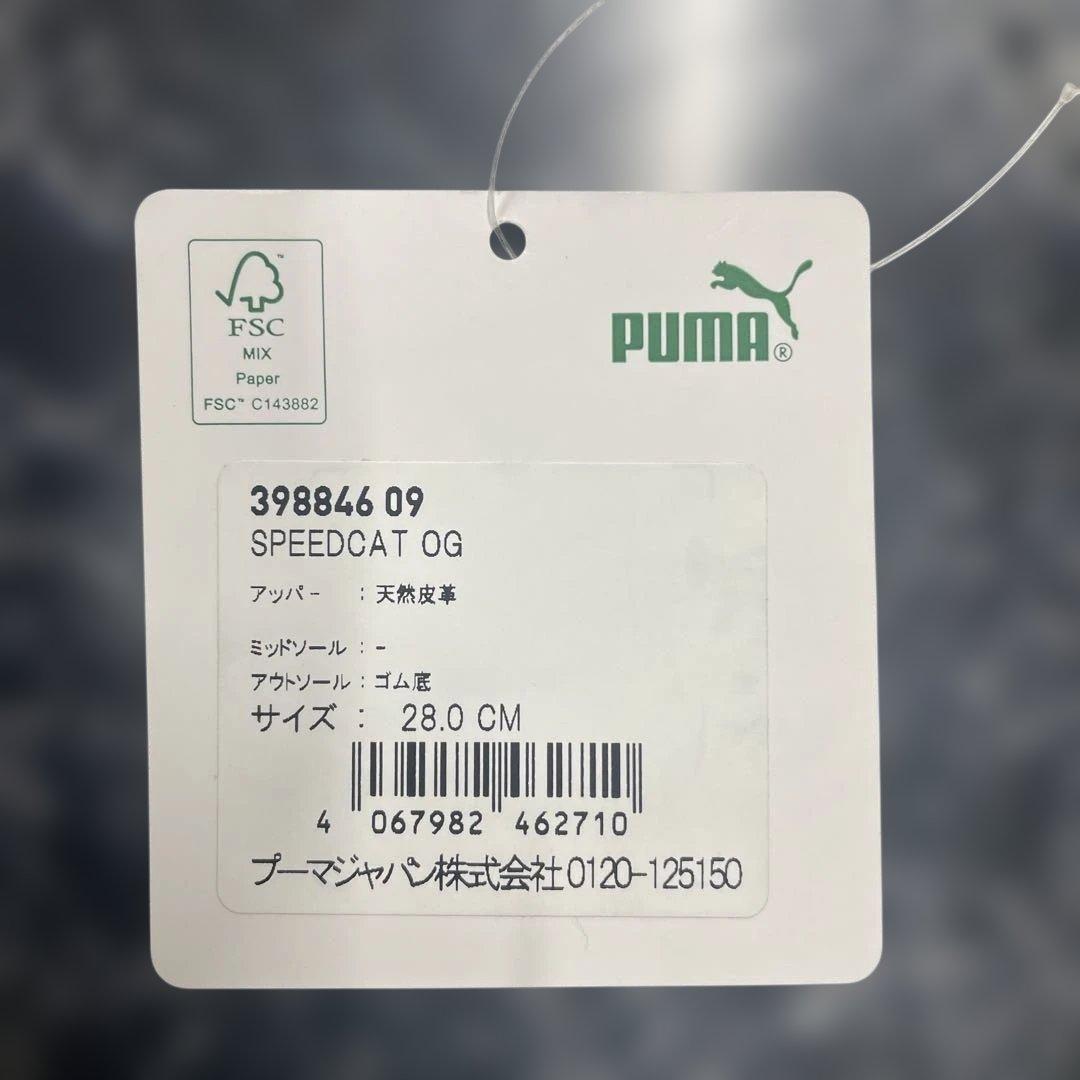 FSC
MIX
Paper
FSC™ C143882
PUMA®
398846 09
SPEEDCAT OG
アッパー : 天然皮革
ミッドソール : -
アウトソール : ゴム底
サイズ : 28.0 CM
4 067982 462710
プーマジャパン株式会社0120-125150